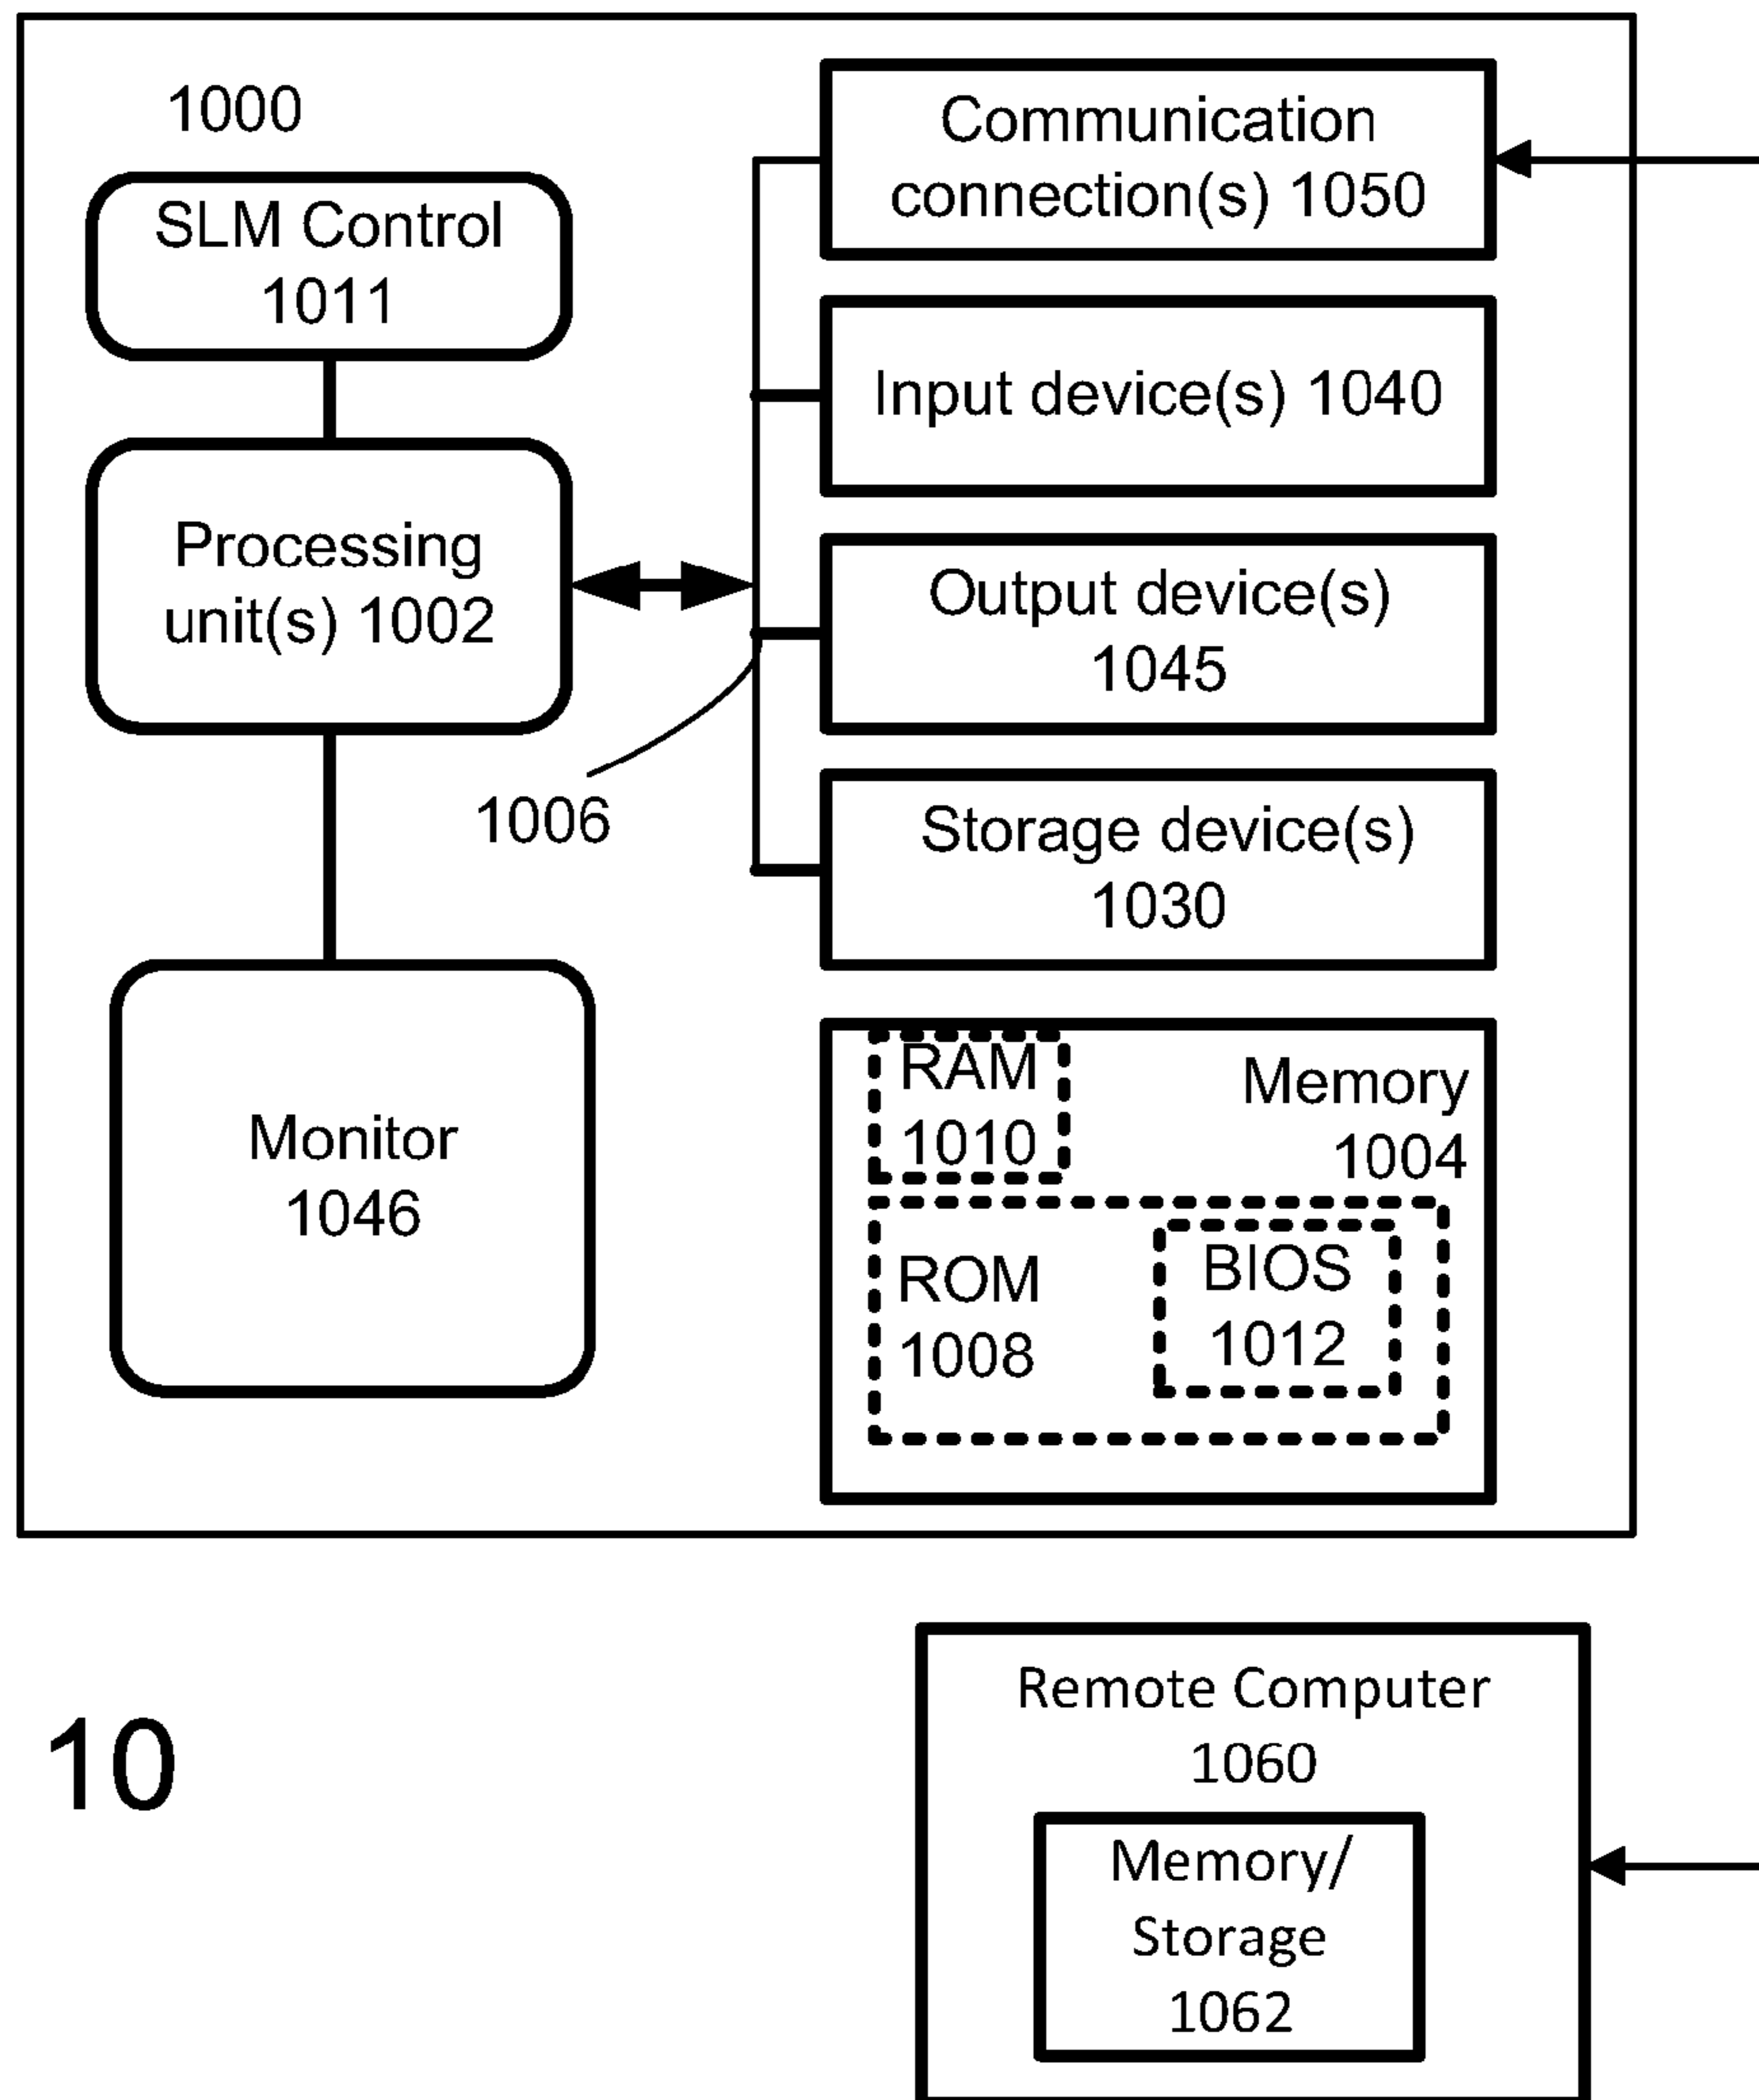 1000
SLM Control
1011
Processing
unit(s) 1002
1006
Monitor
1046
Communication
connection(s) 1050
Input device(s) 1040
Output device(s)
1045
Storage device(s)
1030
RAM
1010
Memory
1004
ROM
1008
BIOS
1012
10
Remote Computer
1060
Memory/
Storage
1062